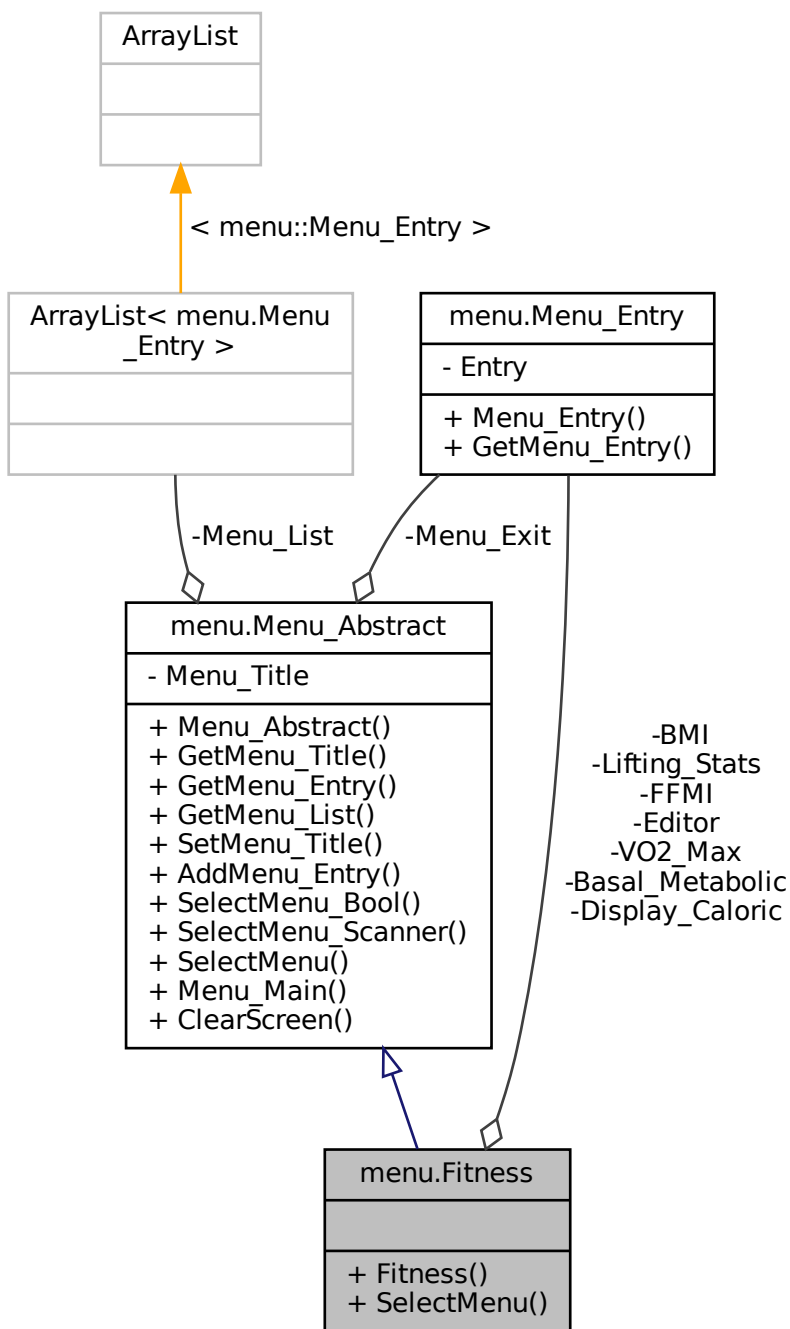 ArrayList
< menu::Menu_Entry >
ArrayList< menu.Menu
_Entry >
menu.Menu_Entry
- Entry
+ Menu_Entry()
+ GetMenu_Entry()
-Menu_List
-Menu_Exit
menu.Menu_Abstract
- Menu_Title
+ Menu_Abstract()
+ GetMenu_Title()
+ GetMenu_Entry()
+ GetMenu_List()
+ SetMenu_Title()
+ AddMenu_Entry()
+ SelectMenu_Bool()
+ SelectMenu_Scanner()
+ SelectMenu()
+ Menu_Main()
+ ClearScreen()
-BMI
-Lifting_Stats
-FFMI
-Editor
-VO2_Max
-Basal_Metabolic
-Display_Caloric
menu.Fitness
+ Fitness()
+ SelectMenu()